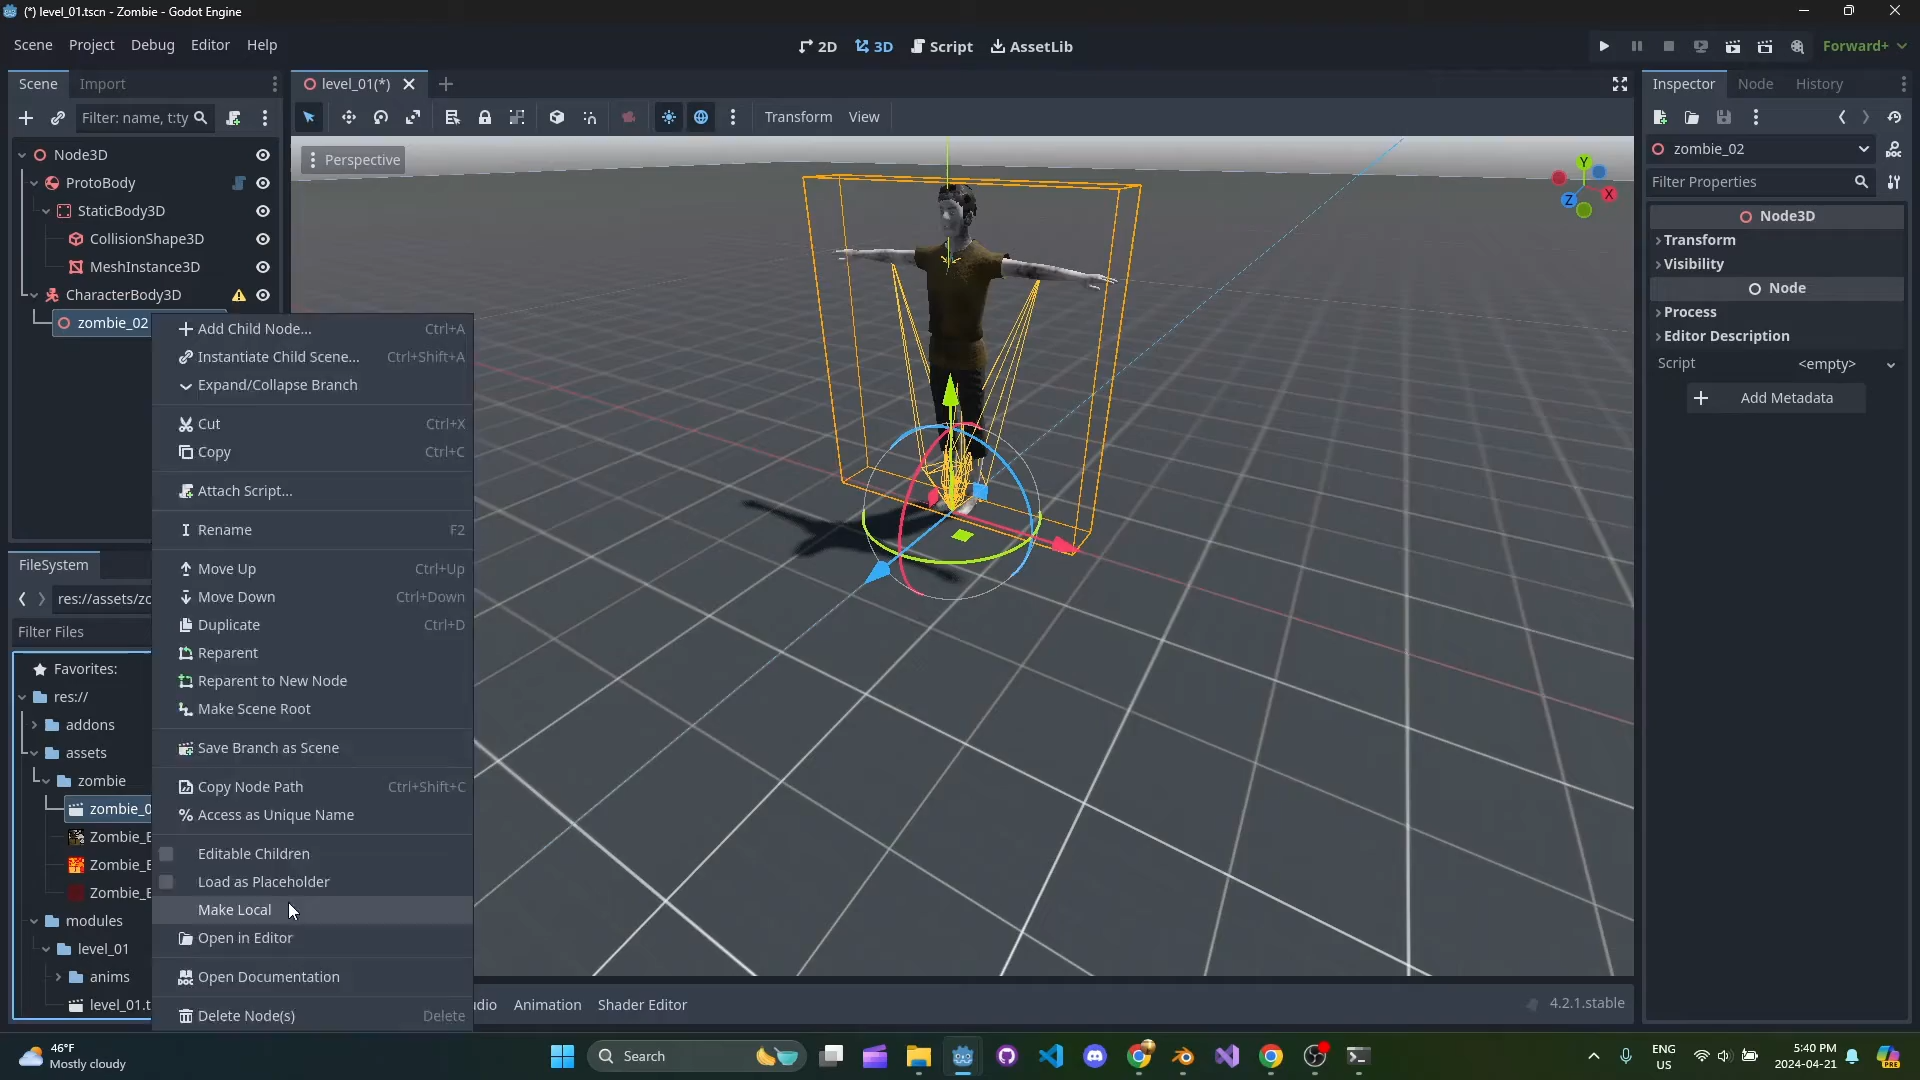 (*) level_01.tscn - Zombie - Godot Engine
Scene Project Debug Editor Help
2D 3D Script AssetLib
Forward+
Scene Import
level_01(*)
Inspector Node History
Filter: name, t:ty
Transform View
Node3D
ProtoBody
StaticBody3D
CollisionShape3D
MeshInstance3D
CharacterBody3D
zombie_02
Perspective
Y
X
Z
zombie_02
Filter Properties
Node3D
Transform
Visibility
Node
Process
Editor Description
Script <empty>
Add Metadata
Add Child Node... Ctrl+A
Instantiate Child Scene... Ctrl+Shift+A
Expand/Collapse Branch
Cut Ctrl+X
Copy Ctrl+C
Attach Script...
Rename F2
Move Up Ctrl+Up
Move Down Ctrl+Down
Duplicate Ctrl+D
Reparent
Reparent to New Node
Make Scene Root
Save Branch as Scene
Copy Node Path Ctrl+Shift+C
Access as Unique Name
Editable Children
Load as Placeholder
Make Local
Open in Editor
Open Documentation
Delete Node(s) Delete
FileSystem
res://assets/zo
Filter Files
Favorites:
res://
addons
assets
zombie
zombie_0
Zombie_B
Zombie_B
Zombie_B
modules
level_01
anims
level_01.t
dio Animation Shader Editor
4.2.1.stable
46°F
Mostly cloudy
Search
ENG
US
5:40 PM
2024-04-21
PRE